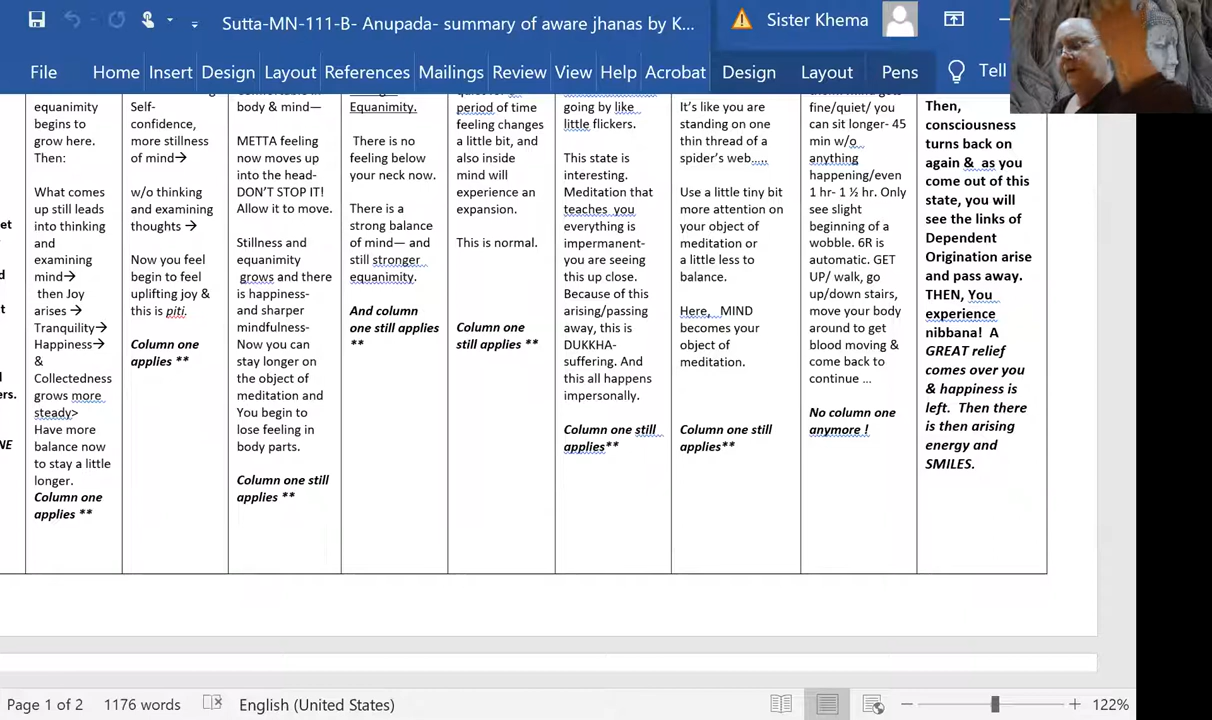 Sutta-MN-111-B- Anupada- summary of aware jhanas by K...
Sister Khema
File Home Insert Design Layout References Mailings Review View Help Acrobat Design Layout Pens Tell
et
d
t
l
ers.
NE
equanimity
begins to
grow here.
Then:
What comes
up still leads
into thinking
and
examining
mind→
then Joy
arises →
Tranquility→
Happiness→
&
Collectedness
grows more
steady>
Have more
balance now
to stay a little
longer.
Column one
applies **
Self-
confidence,
more stillness
of mind→
w/o thinking
and examining
thoughts →
Now you feel
begin to feel
uplifting joy &
this is piti.
Column one
applies **
body & mind—
METTA feeling
now moves up
into the head-
DON'T STOP IT!
Allow it to move.
Stillness and
equanimity
grows and there
is happiness-
and sharper
mindfulness-
Now you can
stay longer on
the object of
meditation and
You begin to
lose feeling in
body parts.
Column one still
applies **
Equanimity.
There is no
feeling below
your neck now.
There is a
strong balance
of mind— and
still stronger
equanimity.
And column
one still applies
**
period of time
feeling changes
a little bit, and
also inside
mind will
experience an
expansion.
This is normal.
Column one
still applies **
going by like
little flickers.
This state is
interesting.
Meditation that
teaches you
everything is
impermanent-
you are seeing
this up close.
Because of this
arising/passing
away, this is
DUKKHA-
suffering. And
this all happens
impersonally.
Column one still
applies**
It's like you are
standing on one
thin thread of a
spider's web.....
Use a little tiny bit
more attention on
your object of
meditation or
a little less to
balance.
Here, MIND
becomes your
object of
meditation.
Column one still
applies**
fine/quiet/ you
can sit longer- 45
min w/o
anything
happening/even
1 hr- 1 ½ hr. Only
see slight
beginning of a
wobble. 6R is
automatic. GET
UP/ walk, go
up/down stairs,
move your body
around to get
blood moving &
come back to
continue ...
No column one
anymore !
Then,
consciousness
turns back on
again & as you
come out of this
state, you will
see the links of
Dependent
Origination arise
and pass away.
THEN, You
experience
nibbana! A
GREAT relief
comes over you
& happiness is
left. Then there
is then arising
energy and
SMILES.
Page 1 of 2 1176 words English (United States) 122%